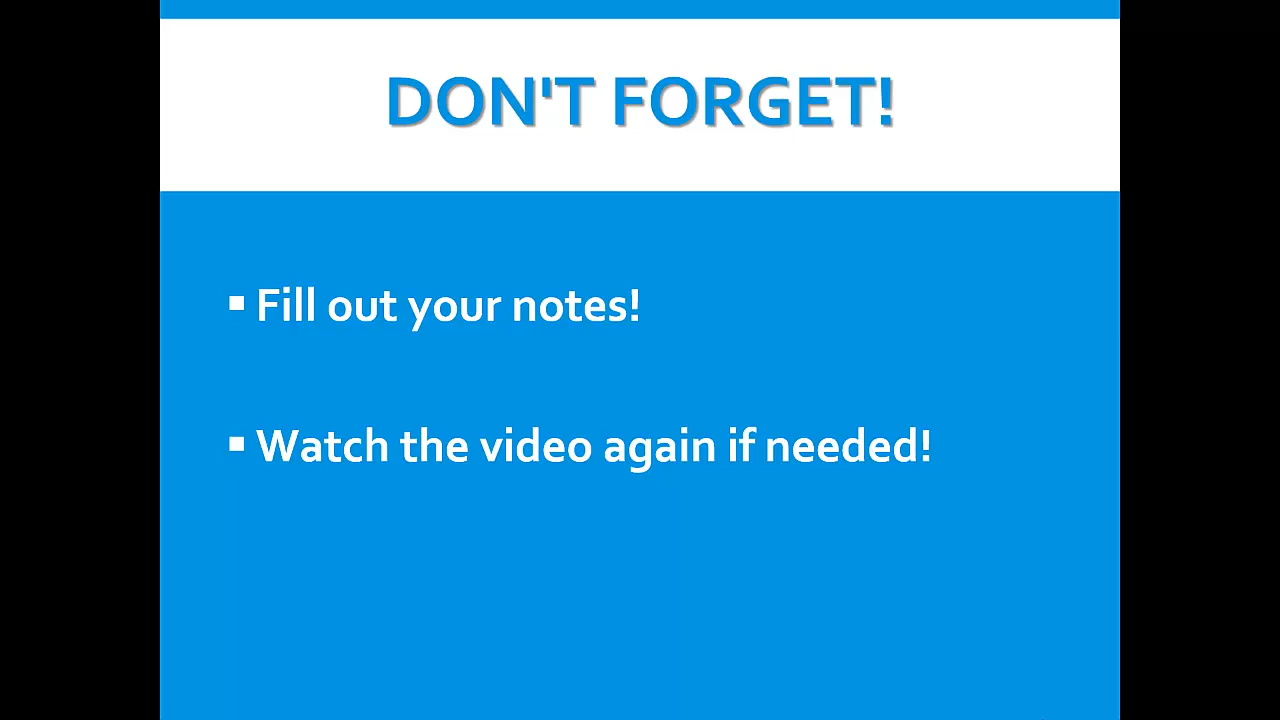 DON'T FORGET!
▪ Fill out your notes!
▪ Watch the video again if needed!